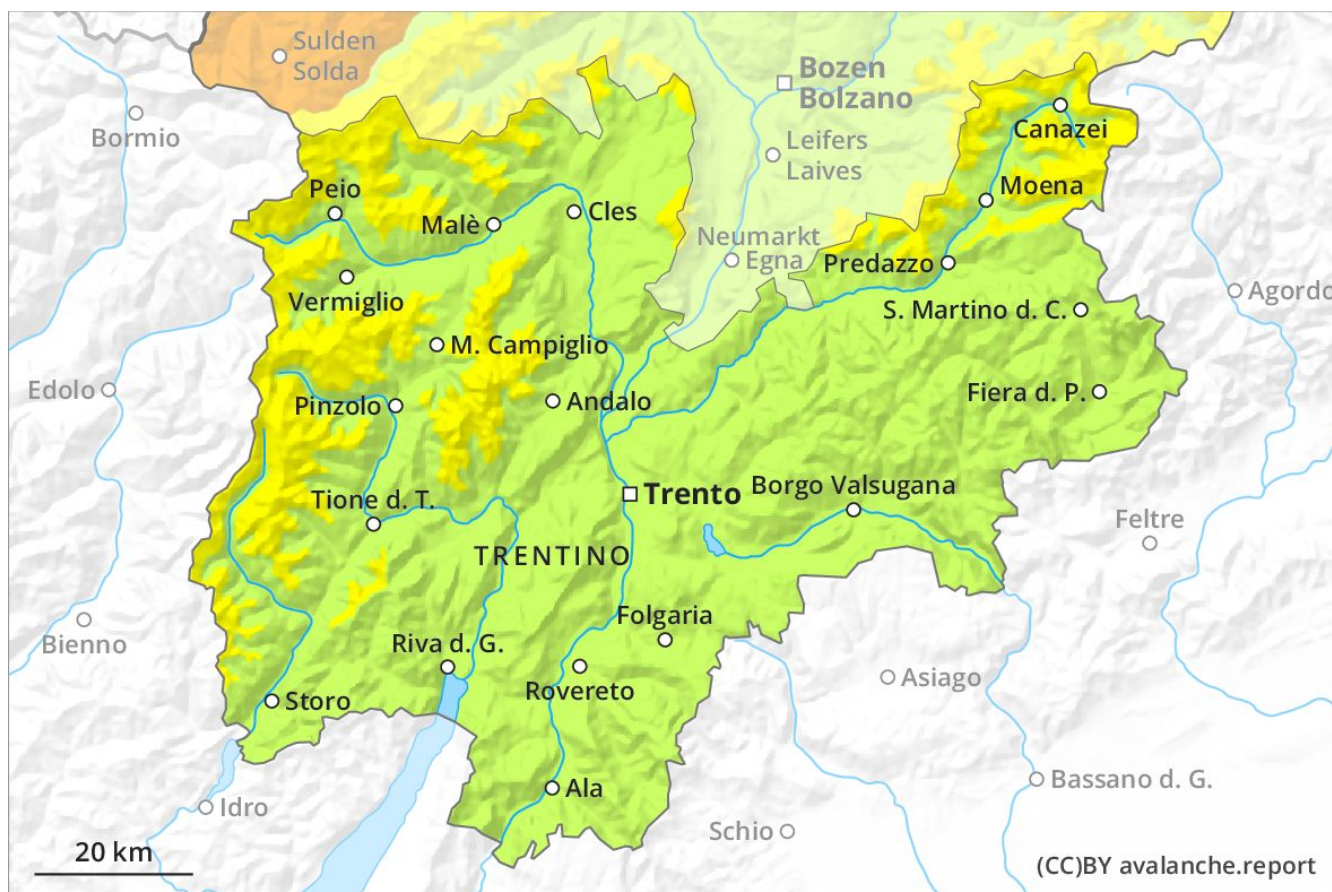 Sulden
Solda
Bozen
Bolzano
Bormio
Canazei
Leifers
Laives
Peio
Moena
Malè
Cles
Neumarkt
Egna
Predazzo
Vermiglio
Agordo
S. Martino d. C.
M. Campiglio
Edolo
Pinzolo
Andalo
Fiera d. P.
Trento
Borgo Valsugana
Tione d. T.
Feltre
TRENTINO
Bienno
Folgaria
Riva d. G.
Rovereto
Asiago
Storo
Bassano d. G.
Ala
Idro
Schio
20 km
(CC)BY avalanche.report